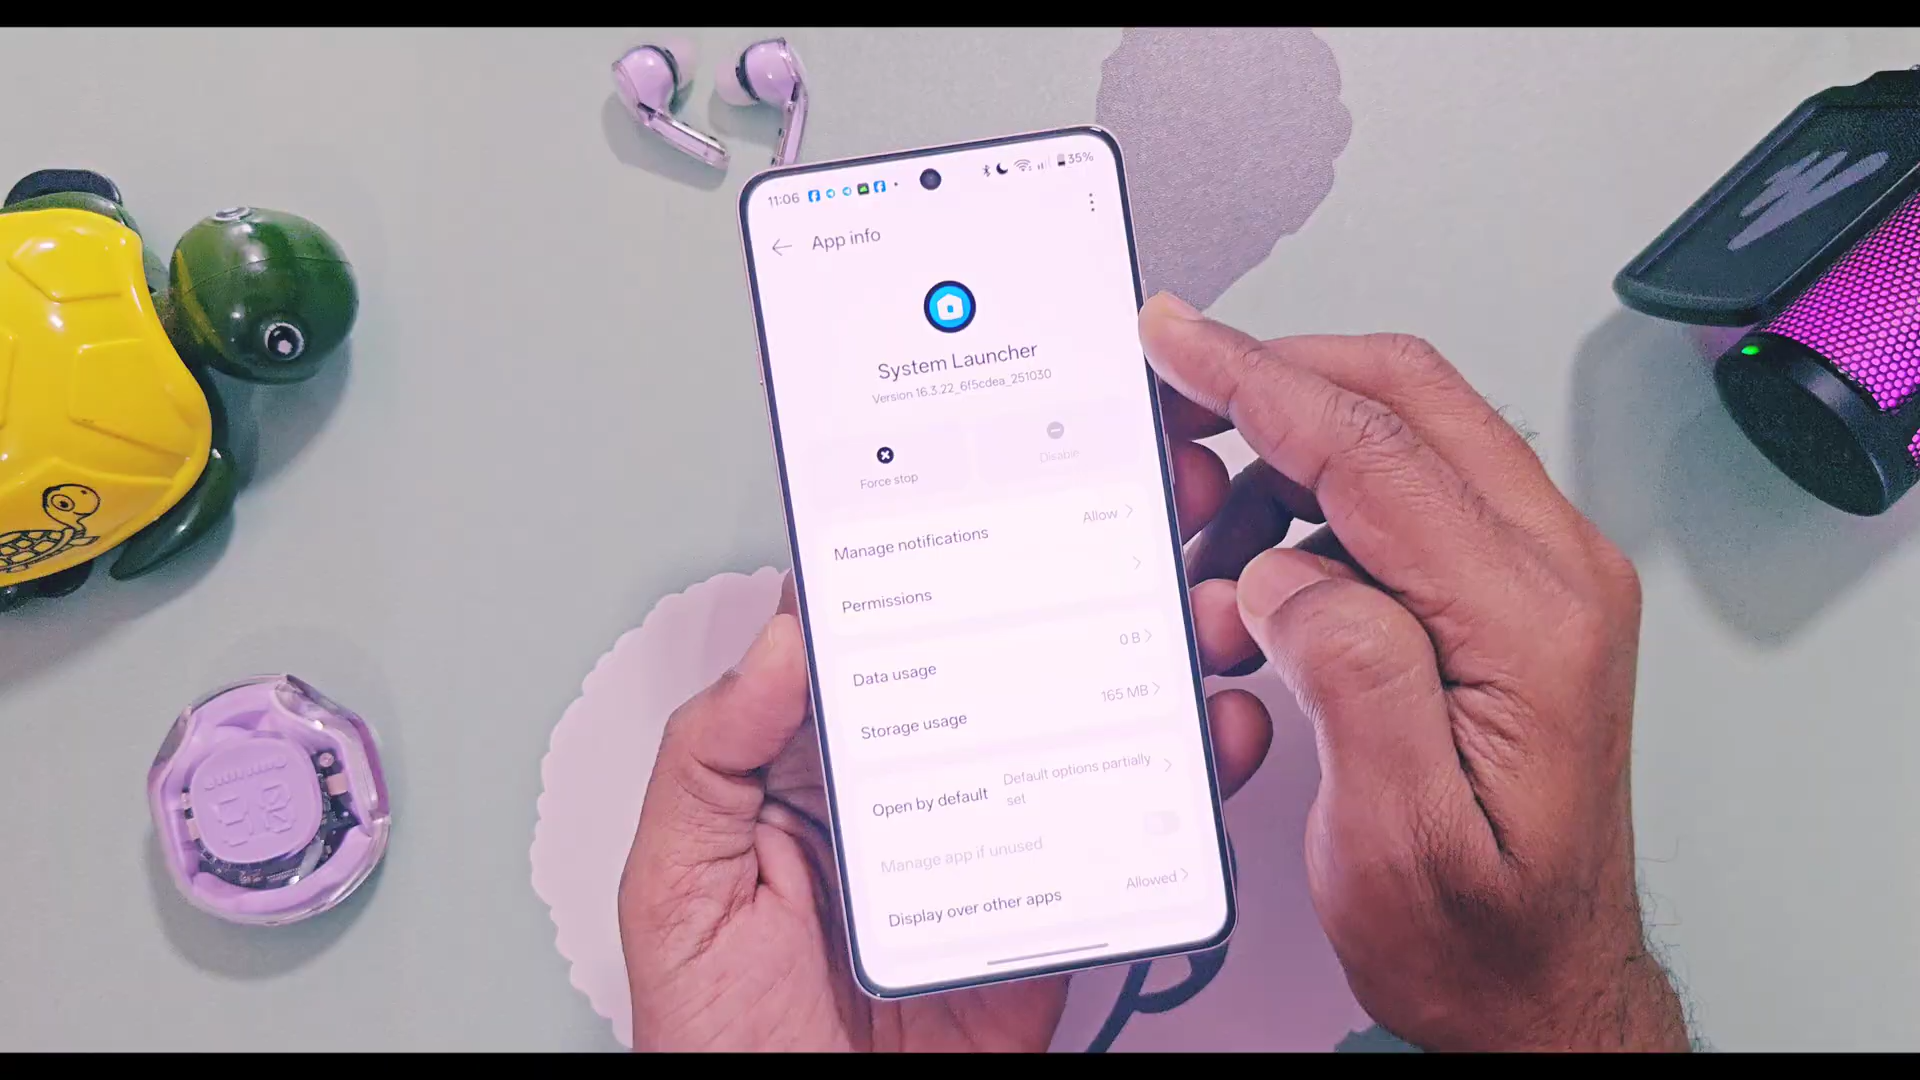 11:06
35%
App info
System Launcher
Version 16.3.22_6f5cdea_251030
Force stop
Disable
Manage notifications Allow
Permissions
Data usage 0 B
Storage usage 165 MB
Open by default Default options partially
set
Manage app if unused
Display over other apps Allowed